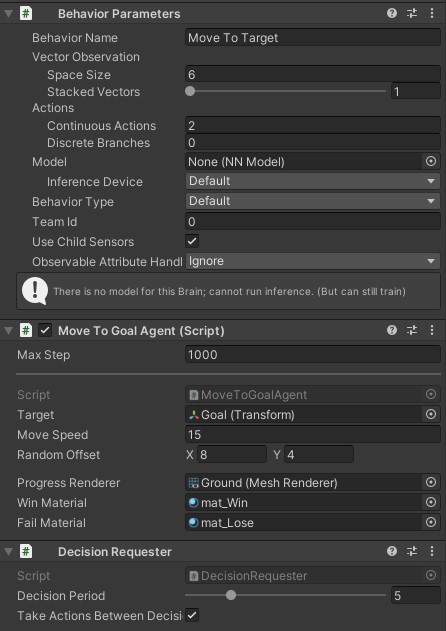 Behavior Parameters
Behavior Name Move To Target
Vector Observation
Space Size 6
Stacked Vectors 1
Actions
Continuous Actions 2
Discrete Branches 0
Model None (NN Model)
Inference Device Default
Behavior Type Default
Team Id 0
Use Child Sensors
Observable Attribute Handl Ignore
There is no model for this Brain; cannot run inference. (But can still train)
# Move To Goal Agent (Script)
Max Step 1000
Script MoveToGoalAgent
Target Goal (Transform)
Move Speed 15
Random Offset X 8 Y 4
Progress Renderer Ground (Mesh Renderer)
Win Material mat_Win
Fail Material mat_Lose
# Decision Requester
Script DecisionRequester
Decision Period 5
Take Actions Between Decisi